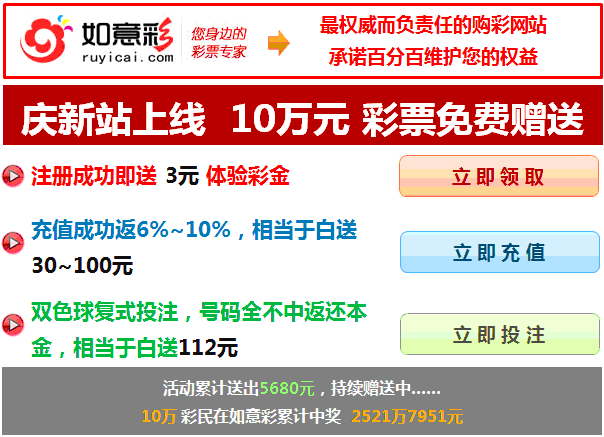 如意彩
ruyicai.com
您身边的
彩票专家
最权威而负责任的购彩网站
承诺百分百维护您的权益
庆新站上线 10万元 彩票免费赠送
注册成功即送 3元 体验彩金
立即领取
充值成功返6%~10%，相当于白送
30~100元
立即充值
双色球复式投注，号码全不中返还本
金，相当于白送112元
立即投注
活动累计送出5680元，持续赠送中......
10万 彩民在如意彩累计中奖 2521万7951元